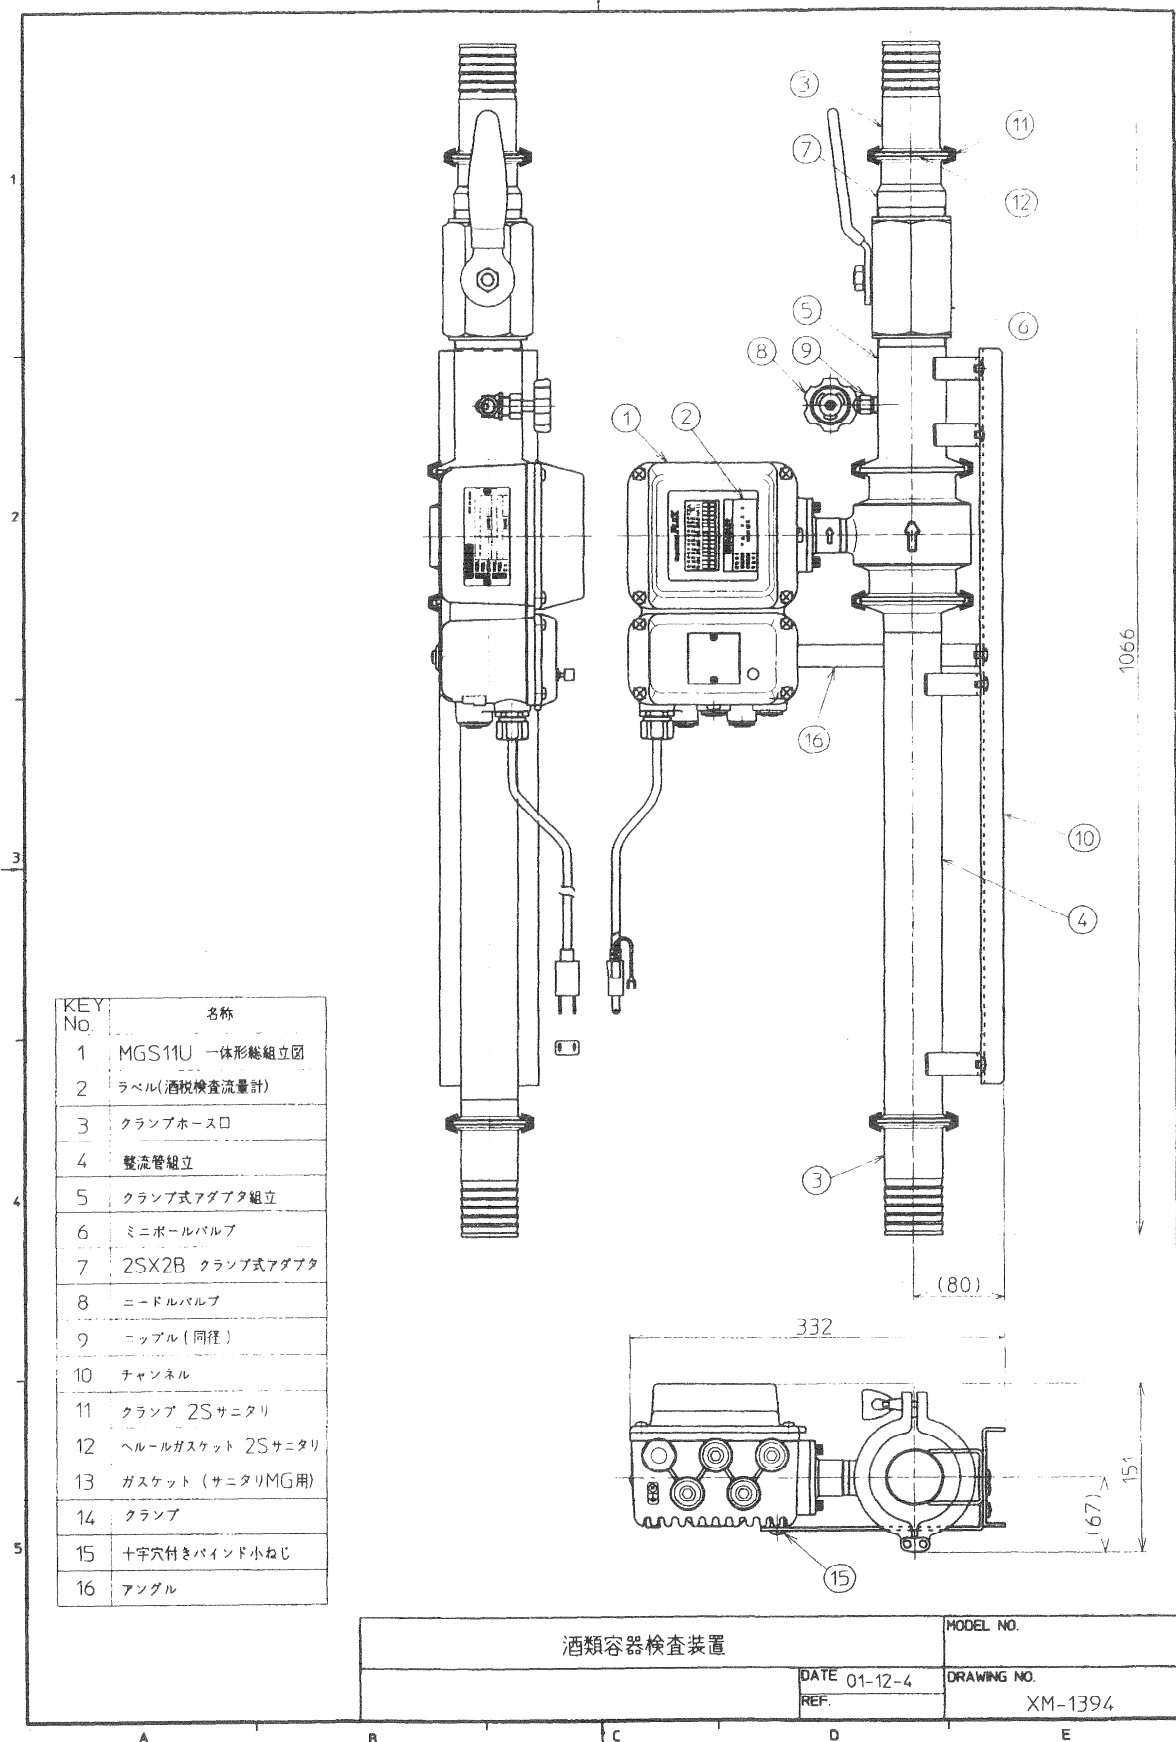 3
11
7
12
5
6
8
9
1
2
1066
16
10
4
3
(80)
332
151
(67)
15
KEY No. 名称
1 MGS11U 一体形総組立図
2 ラベル(酒税検査流量計)
3 クランプホース口
4 整流管組立
5 クランプ式アダプタ組立
6 ミニボールバルブ
7 2SX2B クランプ式アダプタ
8 ニードルバルブ
9 ニップル(同径)
10 チャンネル
11 クランプ 2Sサニタリ
12 ヘルールガスケット 2Sサニタリ
13 ガスケット (サニタリMG用)
14 クランプ
15 十字穴付きバインド小ねじ
16 アングル
酒類容器検査装置
MODEL NO.
DATE 01-12-4
DRAWING NO.
REF.
XM-1394
1
2
3
4
5
A B C D E